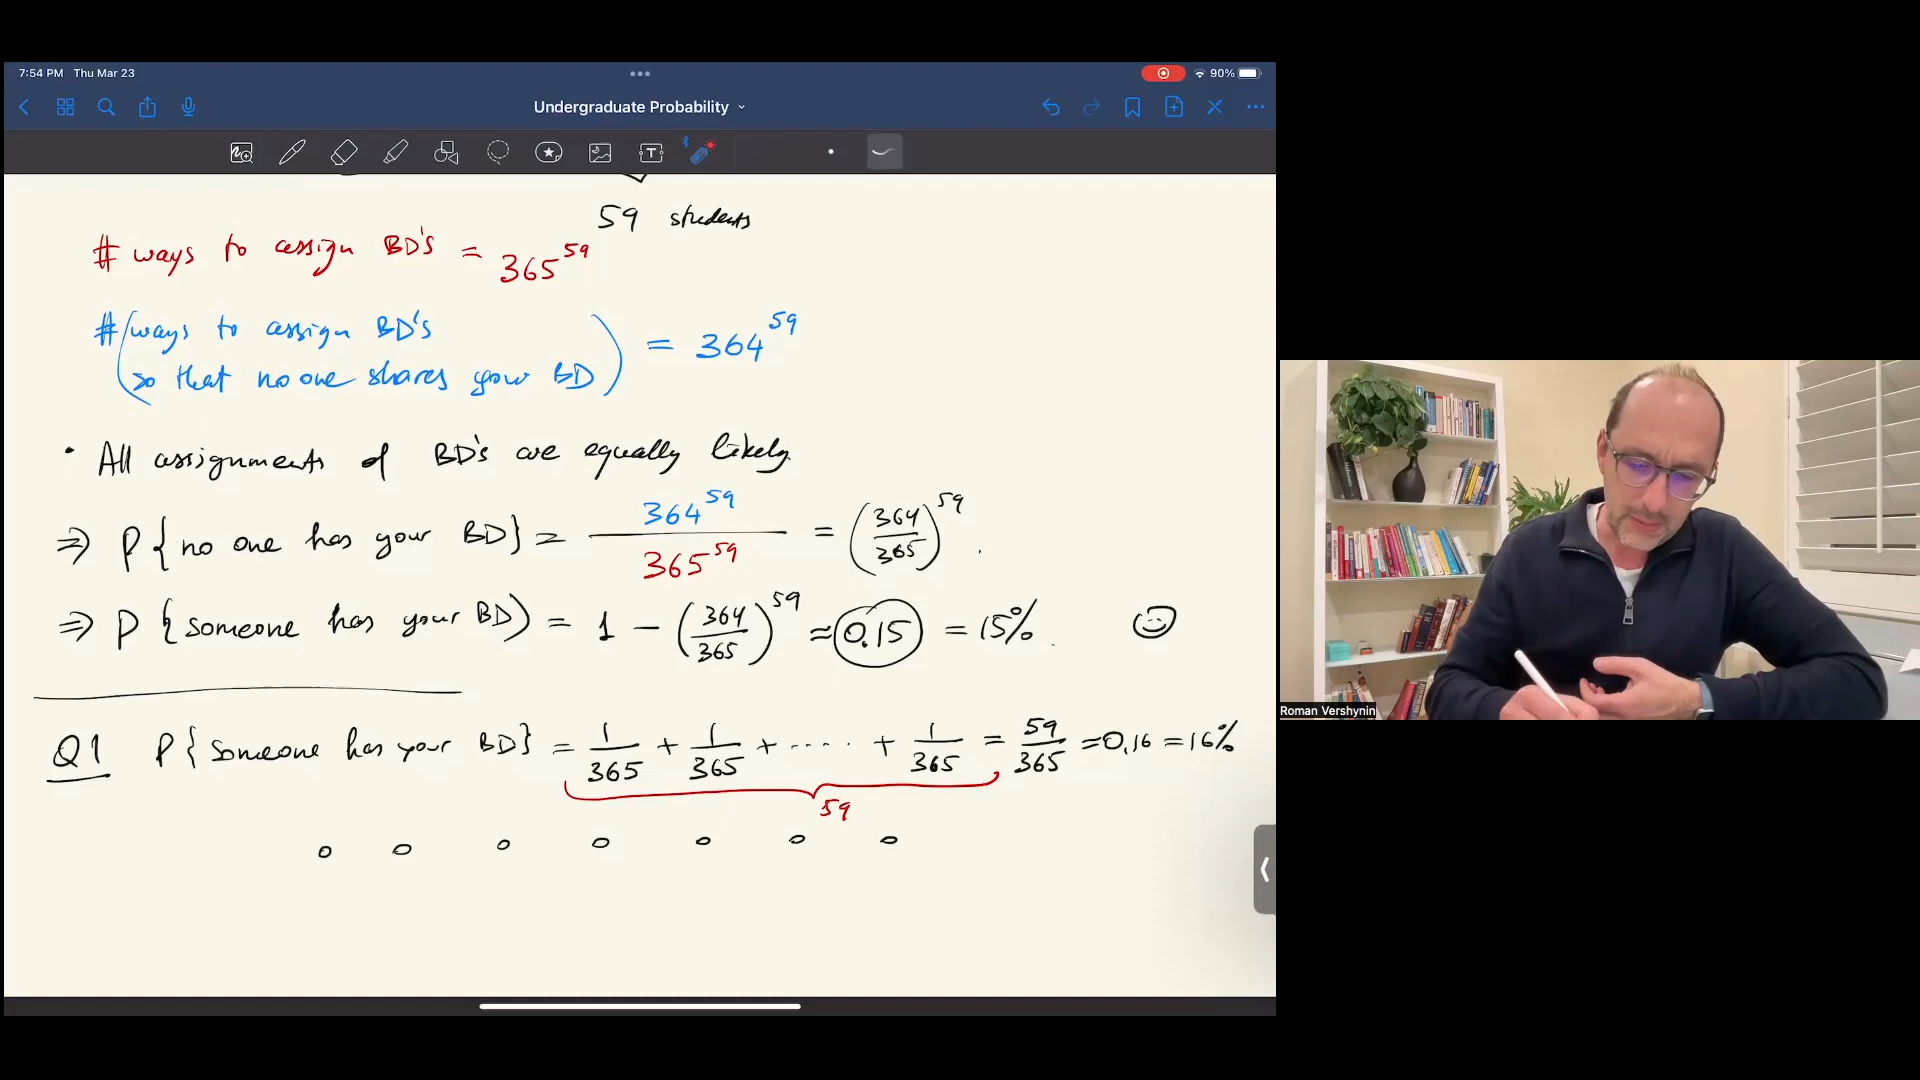 7:54 PM Thu Mar 23
90%
Undergraduate Probability
59 students
# ways to assign BD's = 365^59
# (ways to assign BD's
so that no one shares your BD) = 364^59
• All assignments of BD's are equally likely.
⇒ P{no one has your BD} = 364^59 / 365^59 = (364/365)^59.
⇒ P{someone has your BD) = 1 − (364/365)^59 ≈ 0.15 = 15%. ☺
Q1 P{someone has your BD} = 1/365 + 1/365 + ..... + 1/365 = 59/365 = 0.16 = 16%
59
Roman Vershynin